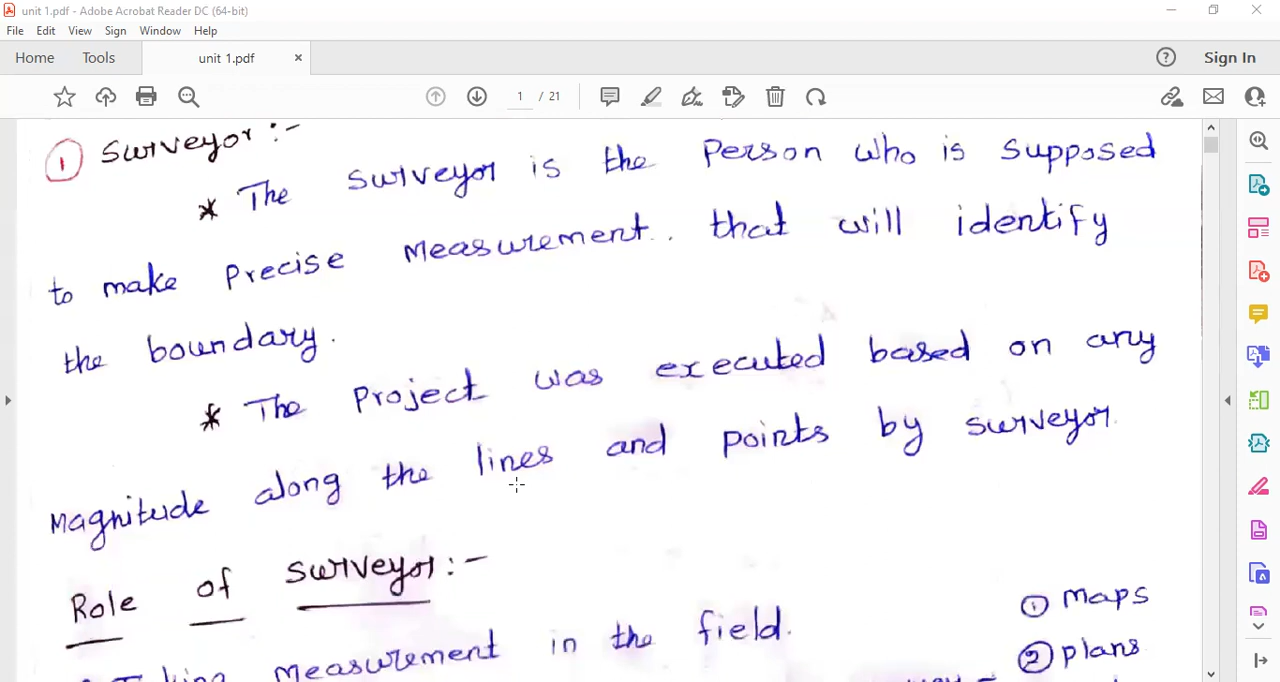 unit 1.pdf - Adobe Acrobat Reader DC (64-bit)
File Edit View Sign Window Help
Home Tools unit 1.pdf × Sign In
1 / 21
1 Surveyor :-
* The surveyor is the Person who is supposed
to make Precise Measurement. that will identify
the boundary.
* The Project was executed based on any
Magnitude along the lines and points by surveyor.
Role of surveyor :-
measurement in the field.
1 Maps
2 plans